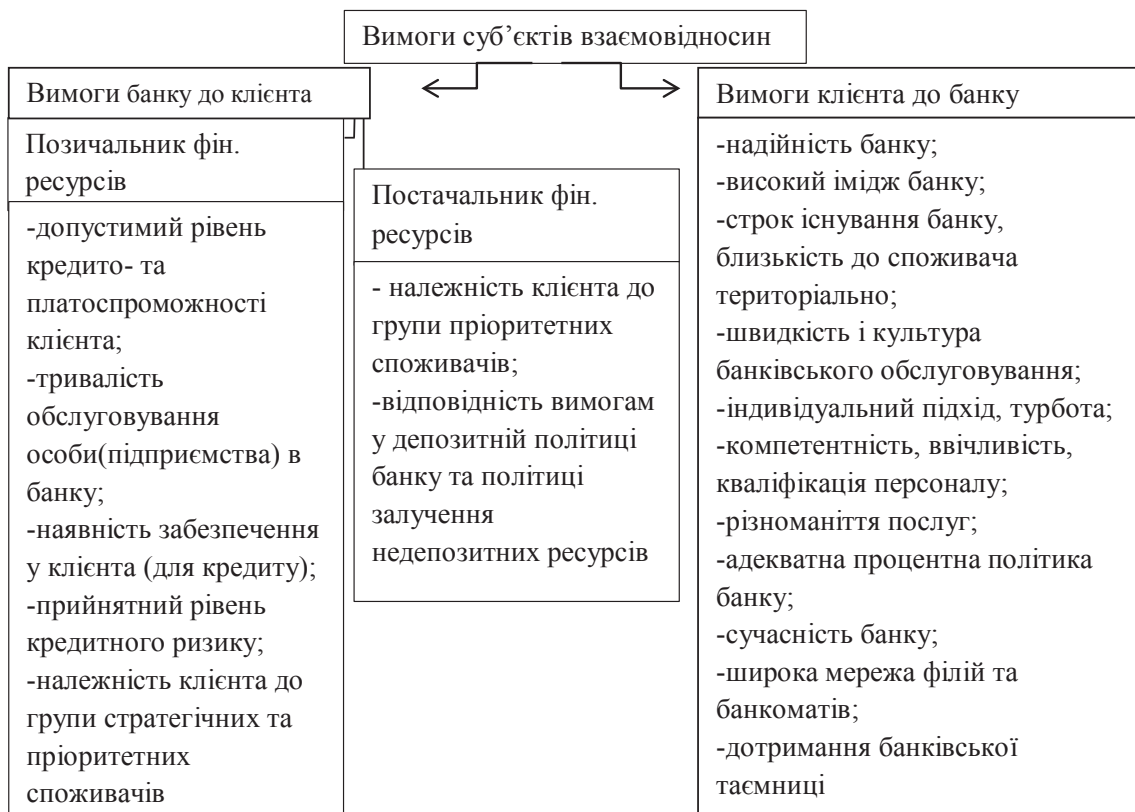 Вимоги суб’єктів взаємовідносин
Вимоги банку до клієнта
Позичальник фін.
ресурсів
-допустимий рівень
кредито- та
платоспроможності
клієнта;
-тривалість
обслуговування
особи(підприємства) в
банку;
-наявність забезпечення
у клієнта (для кредиту);
-прийнятний рівень
кредитного ризику;
-належність клієнта до
групи стратегічних та
пріоритетних
споживачів
Постачальник фін.
ресурсів
- належність клієнта до
групи пріоритетних
споживачів;
-відповідність вимогам
у депозитній політиці
банку та політиці
залучення
недепозитних ресурсів
Вимоги клієнта до банку
-надійність банку;
-високий імідж банку;
-строк існування банку,
близькість до споживача
територіально;
-швидкість і культура
банківського обслуговування;
-індивідуальний підхід, турбота;
-компетентність, ввічливість,
кваліфікація персоналу;
-різноманіття послуг;
-адекватна процентна політика
банку;
-сучасність банку;
-широка мережа філій та
банкоматів;
-дотримання банківської
таємниці